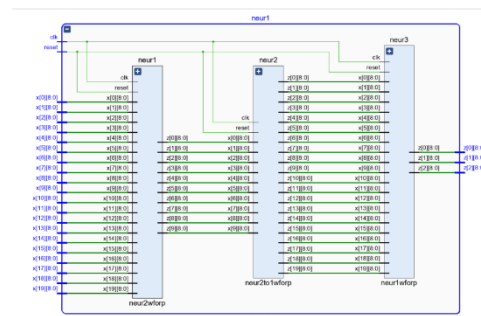 neur1
clk
reset
neur1 neur2 neur3
clk
reset
clk
reset
z[0][8:0] x[0][8:0]
z[1][8:0] x[1][8:0]
x[0][8:0] x[0][8:0] z[2][8:0] x[2][8:0]
x[1][8:0] x[1][8:0] z[3][8:0] x[3][8:0]
x[2][8:0] x[2][8:0] clk z[4][8:0] x[4][8:0]
x[3][8:0] x[3][8:0] reset z[5][8:0] x[5][8:0]
x[4][8:0] x[4][8:0] z[0][8:0] x[0][8:0] z[6][8:0] x[6][8:0]
x[5][8:0] x[5][8:0] z[1][8:0] x[1][8:0] z[7][8:0] x[7][8:0] z[0][8:0] z[0][8:
x[6][8:0] x[6][8:0] z[2][8:0] x[2][8:0] z[8][8:0] x[8][8:0] z[1][8:0] z[1][8:
x[7][8:0] x[7][8:0] z[3][8:0] x[3][8:0] z[9][8:0] x[9][8:0] z[2][8:0] z[2][8:
x[8][8:0] x[8][8:0] z[4][8:0] x[4][8:0] z[10][8:0] x[10][8:0]
x[9][8:0] x[9][8:0] z[5][8:0] x[5][8:0] z[11][8:0] x[11][8:0]
x[10][8:0] x[10][8:0] z[6][8:0] x[6][8:0] z[12][8:0] x[12][8:0]
x[11][8:0] x[11][8:0] z[7][8:0] x[7][8:0] z[13][8:0] x[13][8:0]
x[12][8:0] x[12][8:0] z[8][8:0] x[8][8:0] z[14][8:0] x[14][8:0]
x[13][8:0] x[13][8:0] z[9][8:0] x[9][8:0] z[15][8:0] x[15][8:0]
x[14][8:0] x[14][8:0] z[16][8:0] x[16][8:0]
x[15][8:0] x[15][8:0] z[17][8:0] x[17][8:0]
x[16][8:0] x[16][8:0] z[18][8:0] x[18][8:0]
x[17][8:0] x[17][8:0] z[19][8:0] x[19][8:0]
x[18][8:0] x[18][8:0]
x[19][8:0] x[19][8:0]
neur2wforp neur2to1wforp neur1wforp